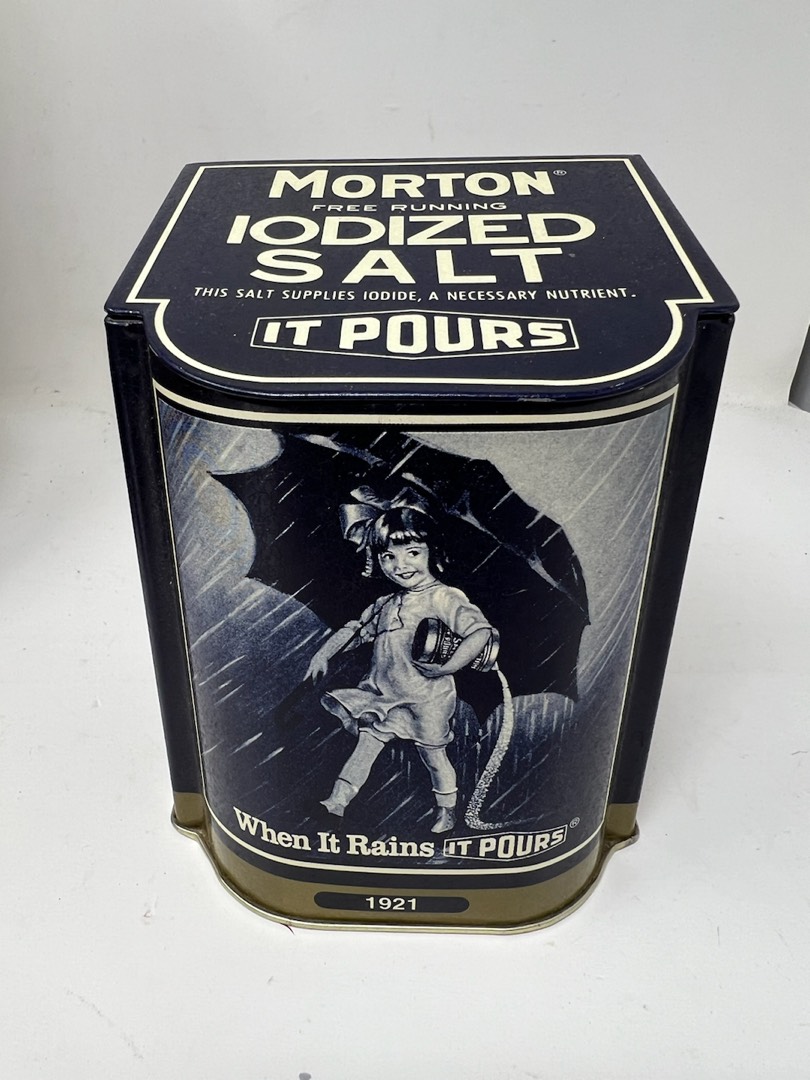 MORTON®
FREE RUNNING
IODIZED
SALT
THIS SALT SUPPLIES IODIDE, A NECESSARY NUTRIENT.
IT POURS
When It Rains IT POURS®
1921